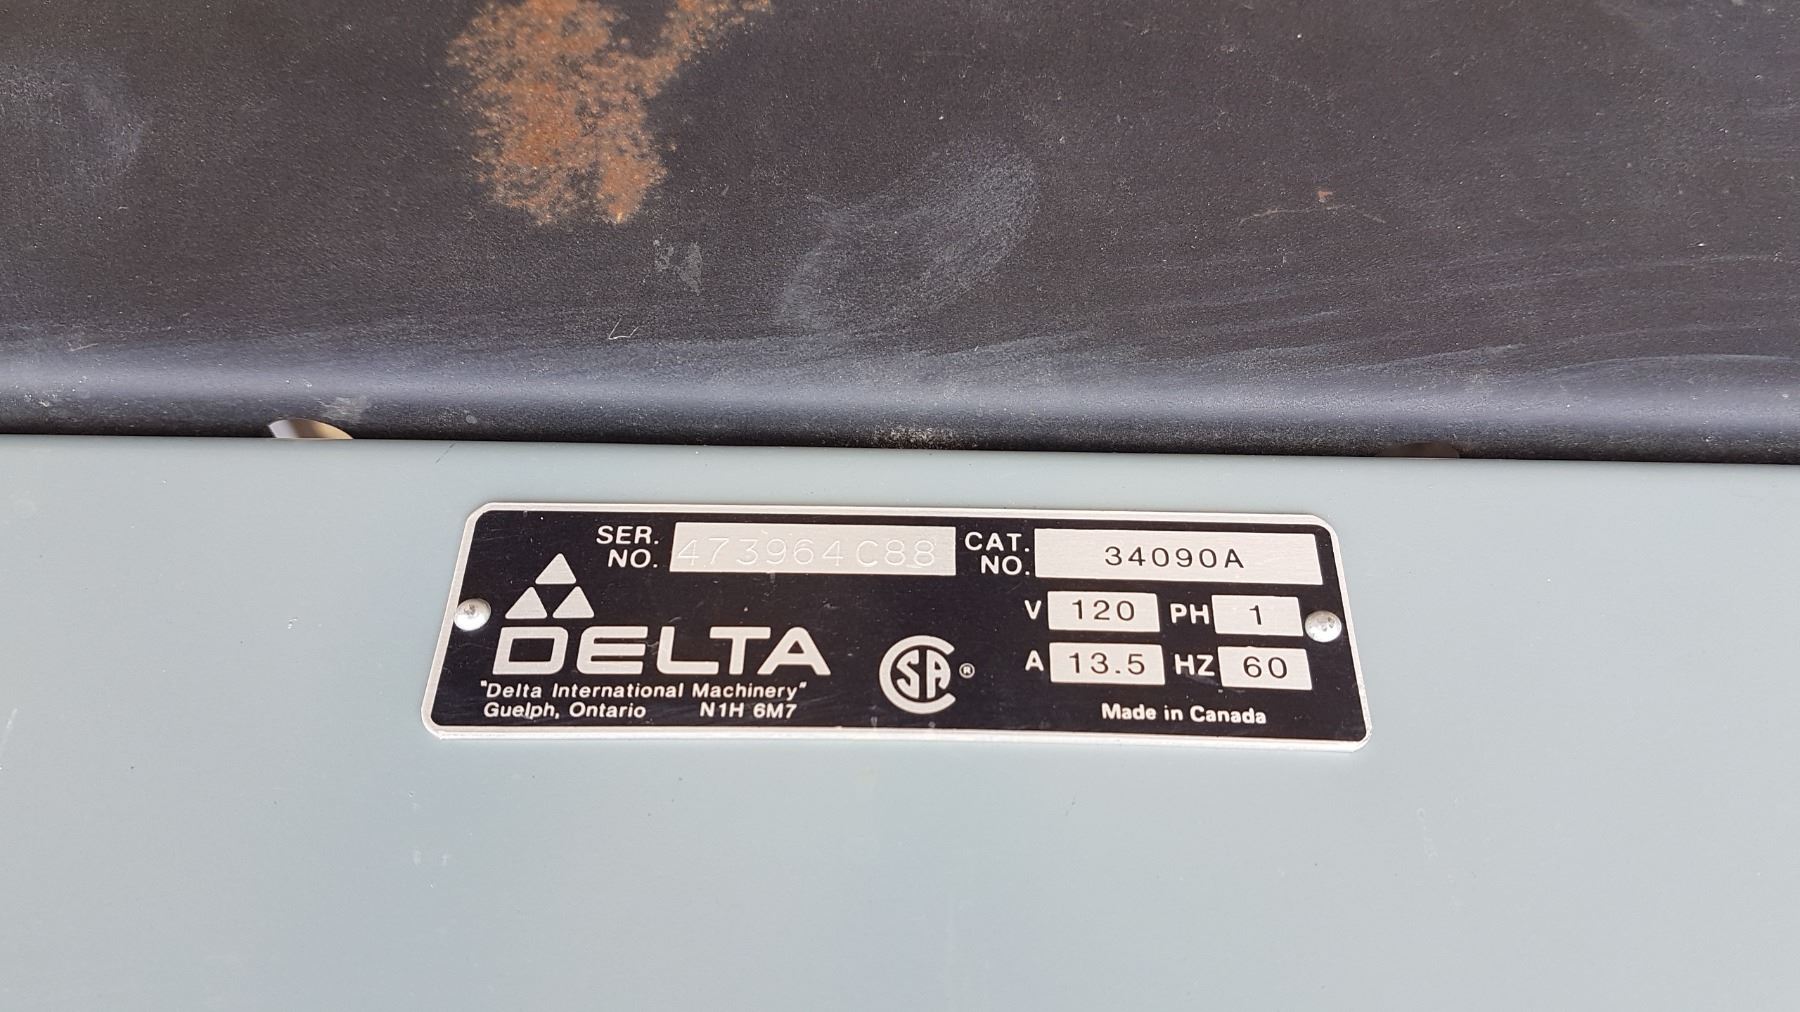 SER. NO. 473964C88 CAT. NO. 34090A
V 120 PH 1
DELTA
CSA ®
A 13.5 HZ 60
"Delta International Machinery"
Guelph, Ontario N1H 6M7
Made in Canada